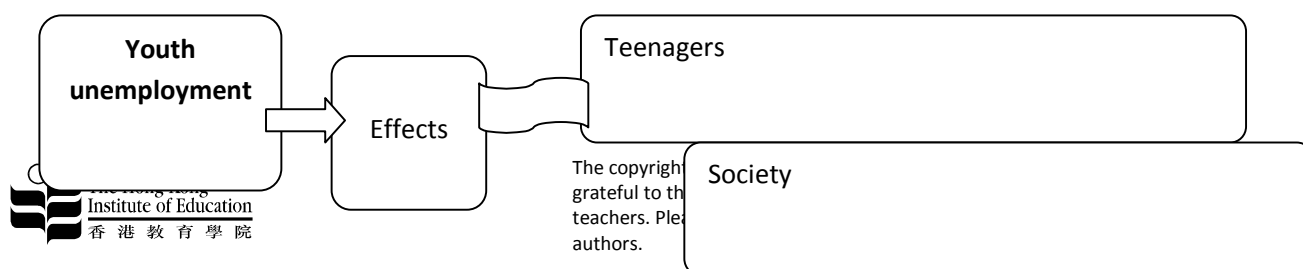 Youth
unemployment
Effects
Teenagers
Society
The copyright
grateful to th
teachers. Plea
authors.
Institute of Education
香港教育學院